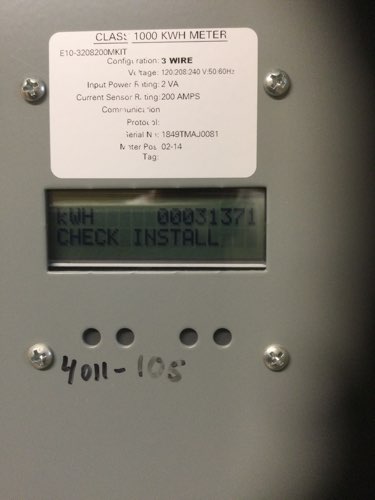 CLASS 1000 KWH METER
E10-3208200MKIT
Configuration: 3 WIRE
Voltage: 120:208:240 V:50:60Hz
Input Power Rating: 2 VA
Current Sensor Rating: 200 AMPS
Communication
Protocol:
Serial No: 1849TMAJ0081
Meter Pos: 02-14
Tag:
kWH 00031371
CHECK INSTALL
4011-105